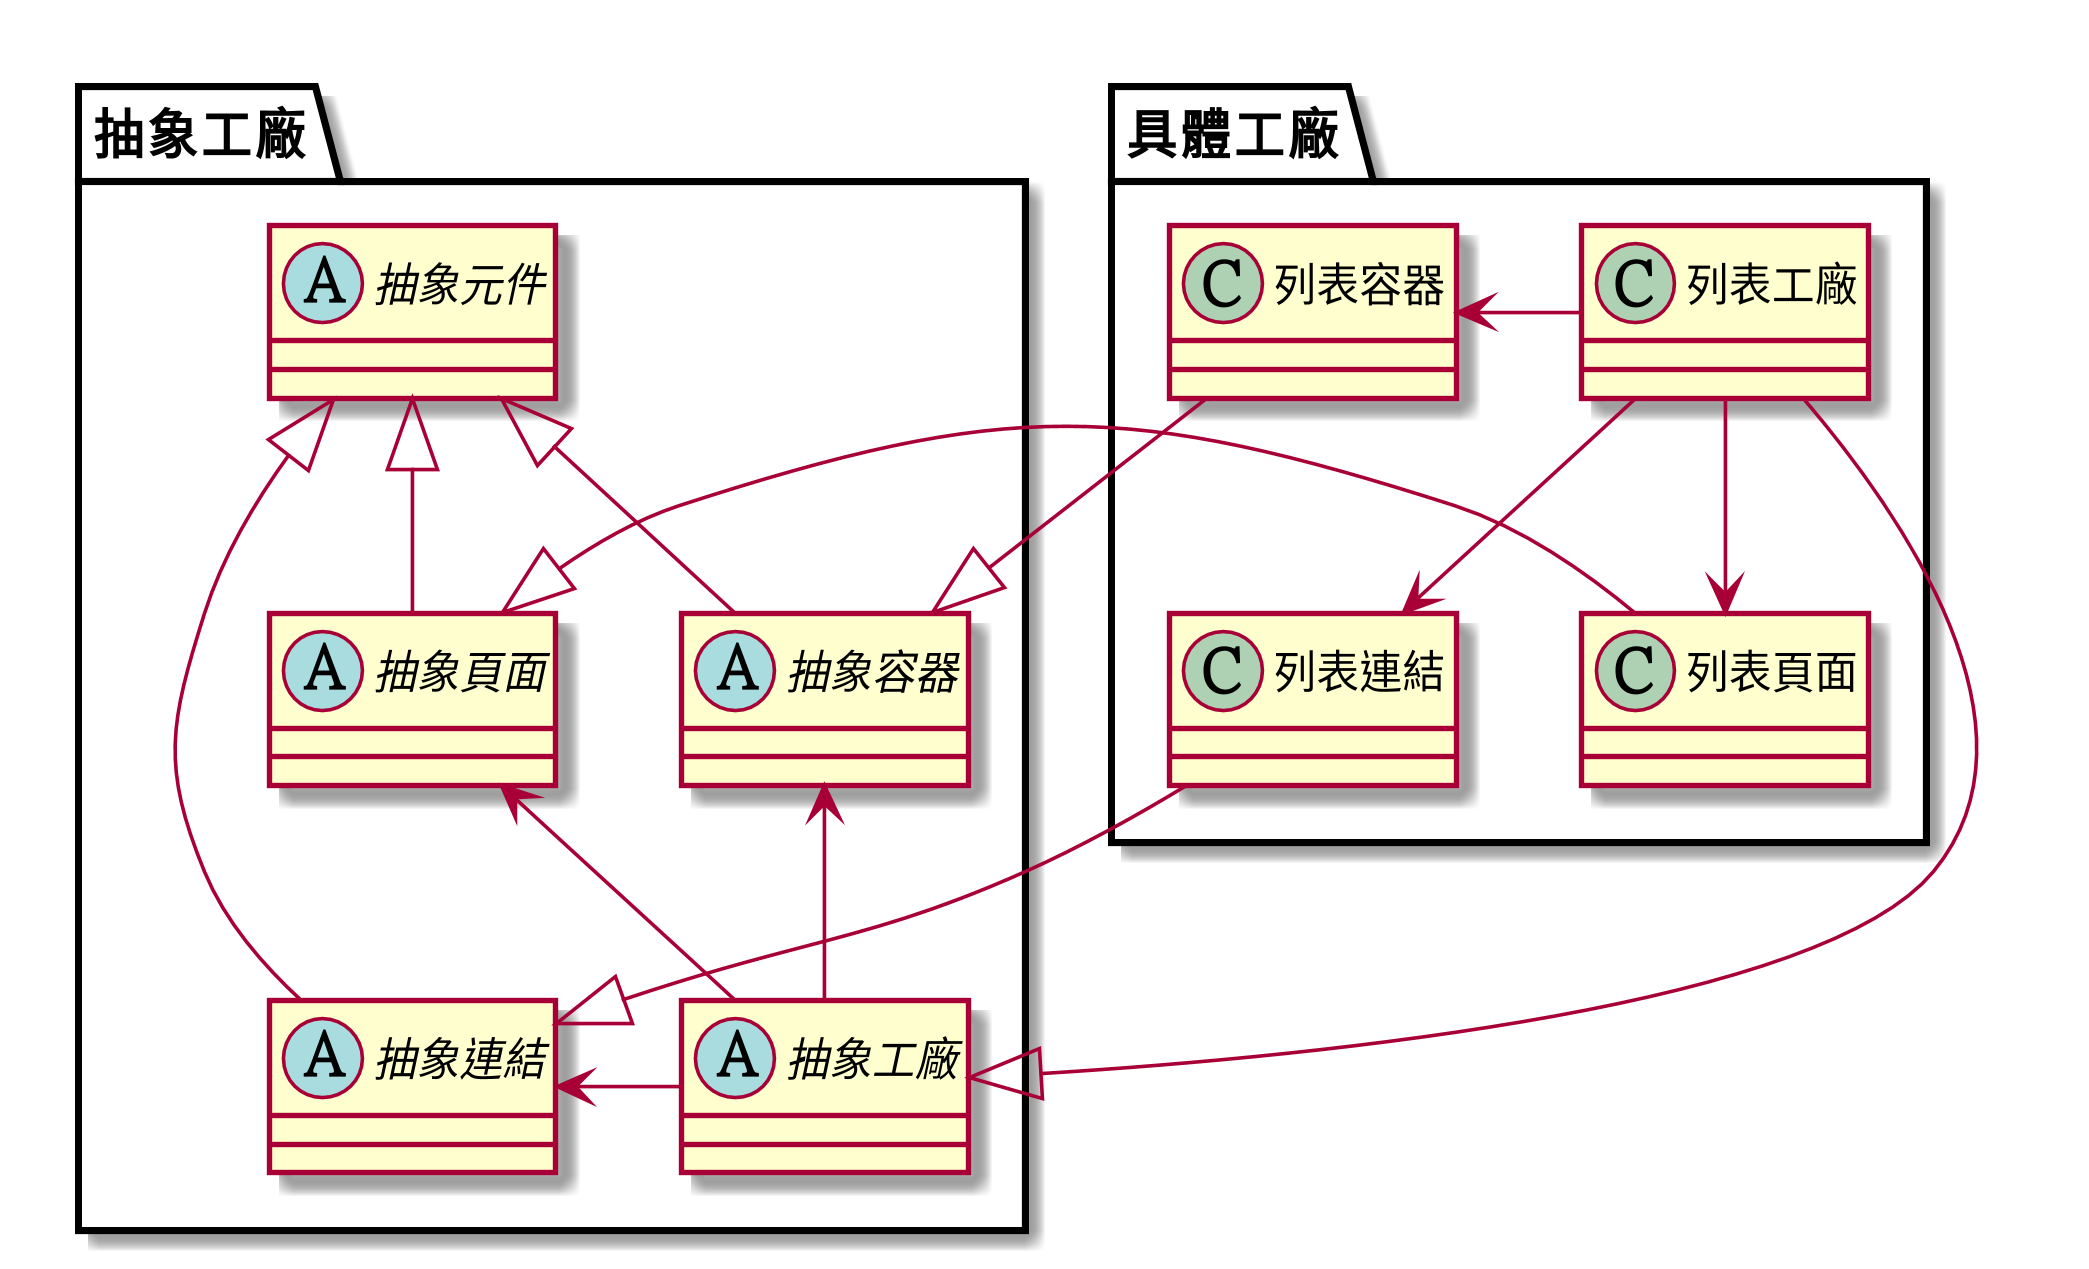 抽象工廠
A 抽象元件
A 抽象頁面
A 抽象容器
A 抽象連結
A 抽象工廠
具體工廠
C 列表容器
C 列表工廠
C 列表連結
C 列表頁面